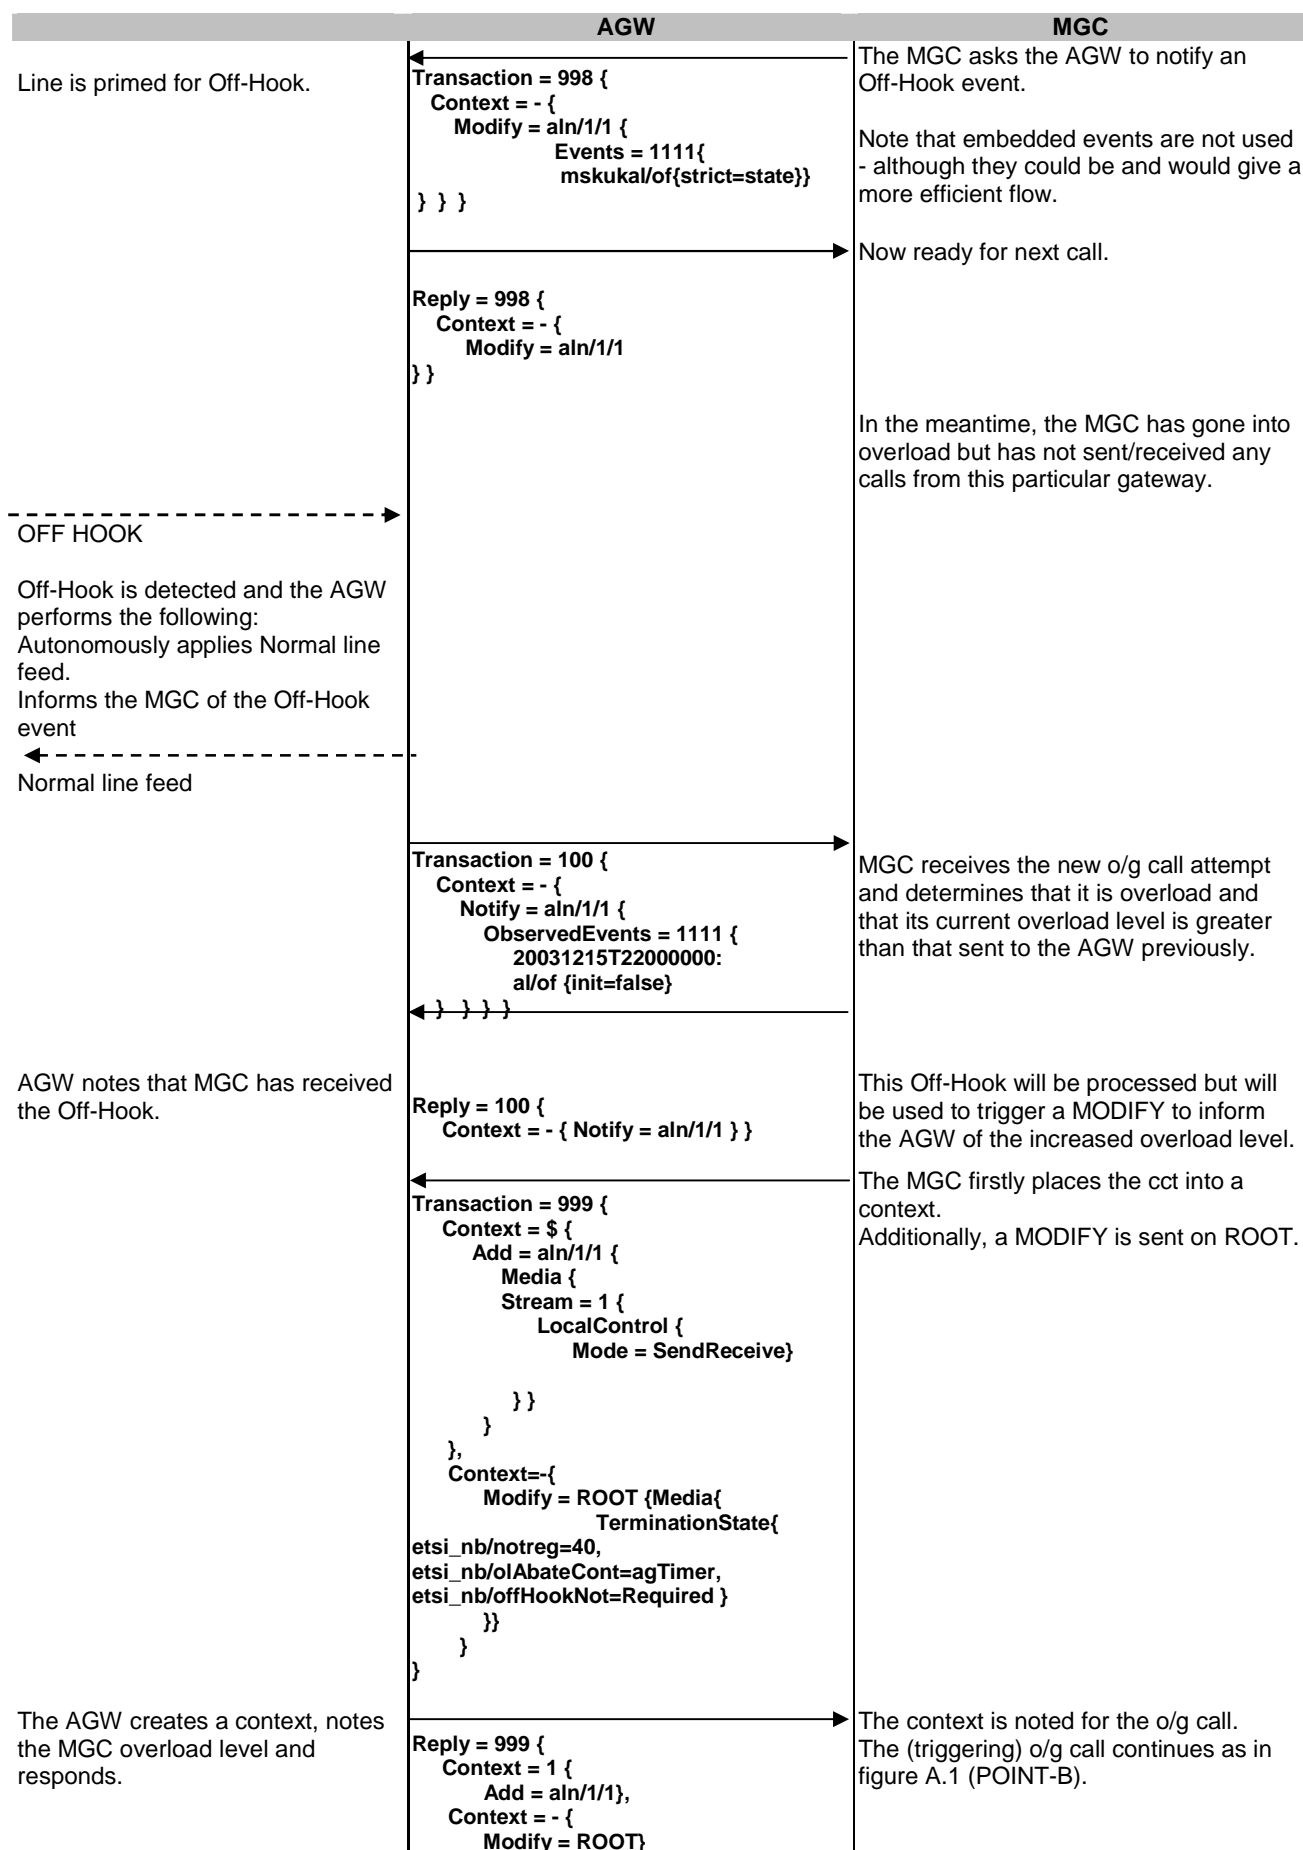 AGW MGC
The MGC asks the AGW to notify an
Off-Hook event.
Line is primed for Off-Hook.
Transaction = 998 {
Context = - {
Modify = aln/1/1 {
Events = 1111{
mskukal/of{strict=state}}
} } }
Note that embedded events are not used
- although they could be and would give a
more efficient flow.
Now ready for next call.
Reply = 998 {
Context = - {
Modify = aln/1/1
} }
In the meantime, the MGC has gone into
overload but has not sent/received any
calls from this particular gateway.
OFF HOOK
Off-Hook is detected and the AGW
performs the following:
Autonomously applies Normal line
feed.
Informs the MGC of the Off-Hook
event
Normal line feed
Transaction = 100 {
Context = - {
Notify = aln/1/1 {
ObservedEvents = 1111 {
20031215T22000000:
al/of {init=false}
} } } }
MGC receives the new o/g call attempt
and determines that it is overload and
that its current overload level is greater
than that sent to the AGW previously.
AGW notes that MGC has received
the Off-Hook.
Reply = 100 {
Context = - { Notify = aln/1/1 } }
This Off-Hook will be processed but will
be used to trigger a MODIFY to inform
the AGW of the increased overload level.
Transaction = 999 {
Context = $ {
Add = aln/1/1 {
Media {
Stream = 1 {
LocalControl {
Mode = SendReceive}
} }
}
},
Context=-{
Modify = ROOT {Media{
TerminationState{
etsi_nb/notreg=40,
etsi_nb/olAbateCont=agTimer,
etsi_nb/offHookNot=Required }
}}
}
}
The MGC firstly places the cct into a
context.
Additionally, a MODIFY is sent on ROOT.
The AGW creates a context, notes
the MGC overload level and
responds.
Reply = 999 {
Context = 1 {
Add = aln/1/1},
Context = - {
Modify = ROOT}
The context is noted for the o/g call.
The (triggering) o/g call continues as in
figure A.1 (POINT-B).